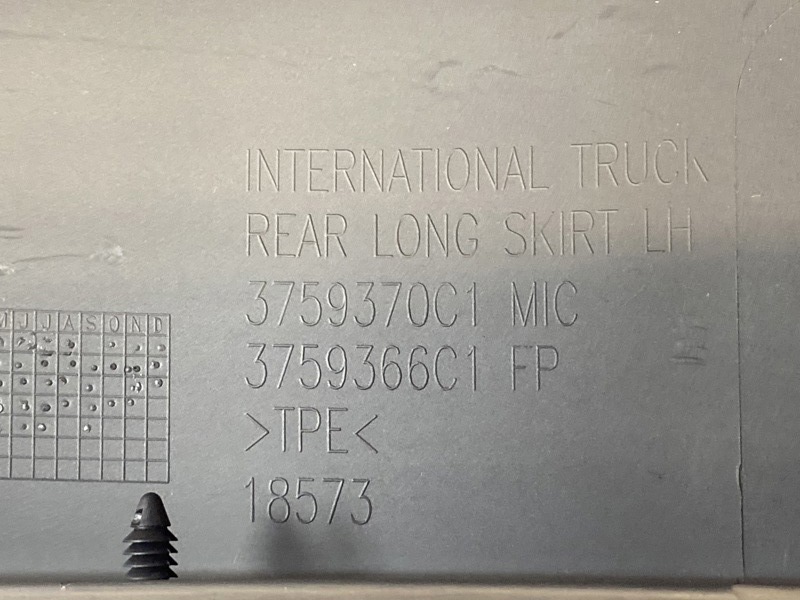 INTERNATIONAL TRUCK
REAR LONG SKIRT LH
3759370C1 MIC
3759366C1 FP
>TPE<
18573
M J J A S O N D